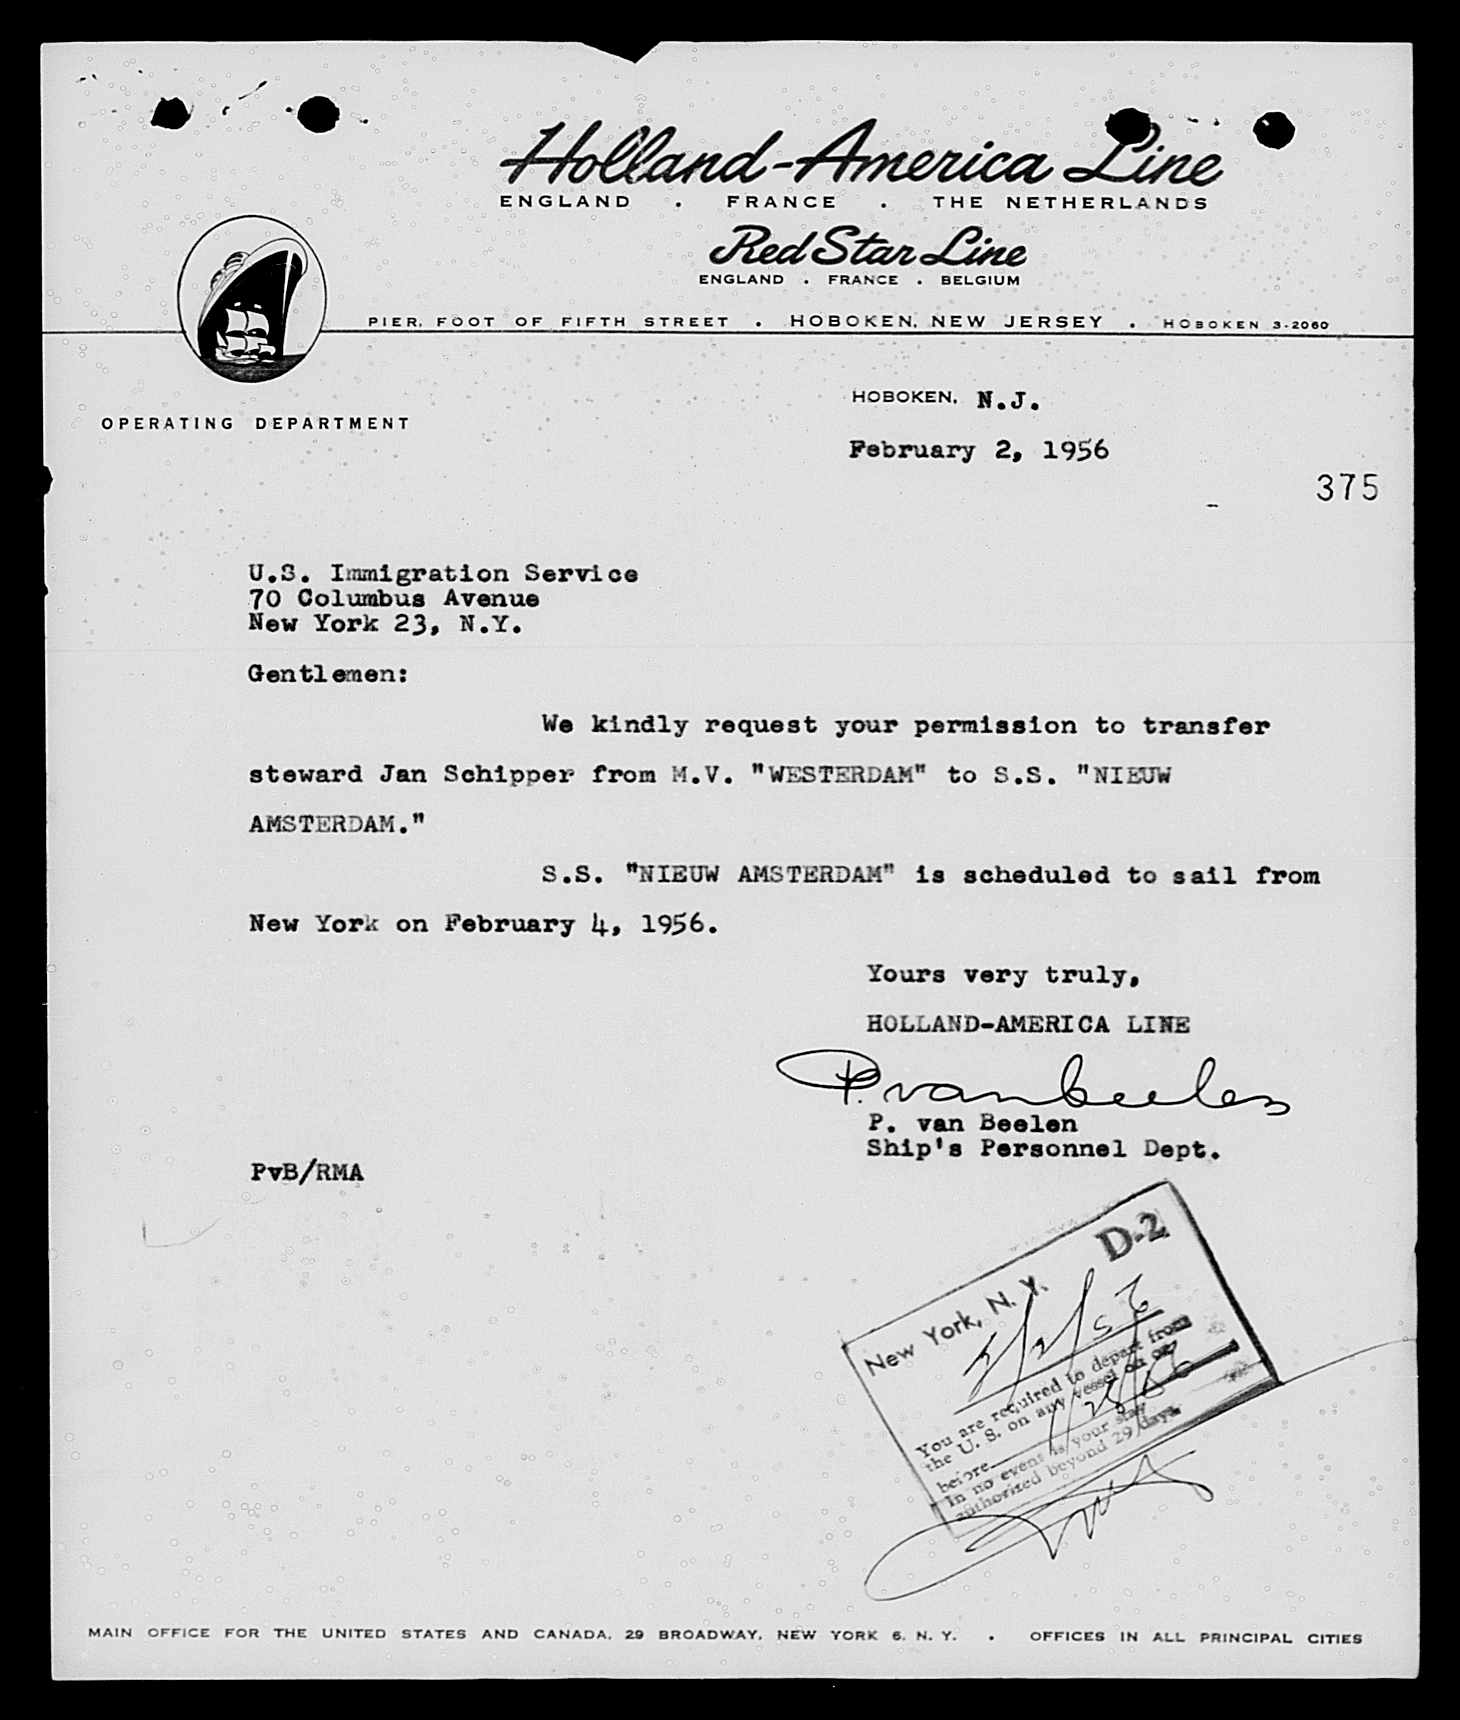 Holland-America Line
ENGLAND . FRANCE . THE NETHERLANDS
Red Star Line
ENGLAND . FRANCE . BELGIUM
PIER, FOOT OF FIFTH STREET . HOBOKEN, NEW JERSEY . HOBOKEN 3-2060
OPERATING DEPARTMENT
HOBOKEN, N.J.
February 2, 1956
375
U.S. Immigration Service
70 Columbus Avenue
New York 23, N.Y.
Gentlemen:
We kindly request your permission to transfer
steward Jan Schipper from M.V. "WESTERDAM" to S.S. "NIEUW
AMSTERDAM."
S.S. "NIEUW AMSTERDAM" is scheduled to sail from
New York on February 4, 1956.
Yours very truly,
HOLLAND-AMERICA LINE
P. van Beelen
P. van Beelen
Ship's Personnel Dept.
PvB/RMA
D-2
New York, N. Y.
You are required to depart from
the U. S. on any vessel on or
before
In no event is your stay
authorized beyond 29 days.
MAIN OFFICE FOR THE UNITED STATES AND CANADA, 29 BROADWAY, NEW YORK 6, N. Y. . OFFICES IN ALL PRINCIPAL CITIES